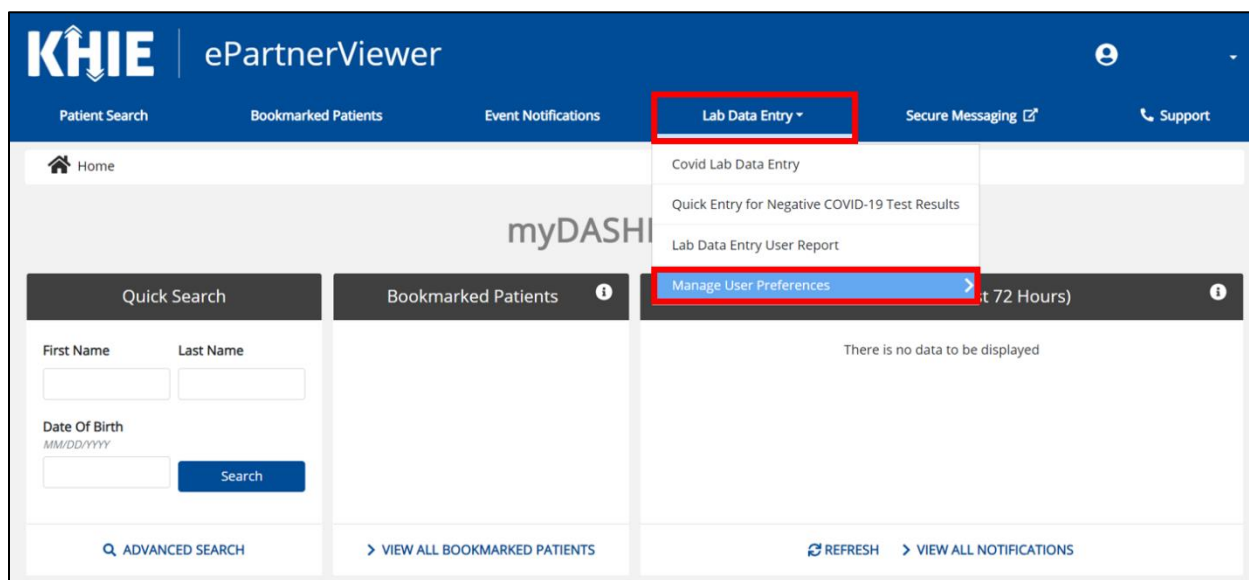 KHIE ePartnerViewer
Patient Search Bookmarked Patients Event Notifications Lab Data Entry Secure Messaging Support
Home
Covid Lab Data Entry
Quick Entry for Negative COVID-19 Test Results
Lab Data Entry User Report
Manage User Preferences
myDASH
Quick Search
First Name Last Name
Date Of Birth
MM/DD/YYYY
Search
ADVANCED SEARCH
Bookmarked Patients
VIEW ALL BOOKMARKED PATIENTS
72 Hours)
There is no data to be displayed
REFRESH VIEW ALL NOTIFICATIONS